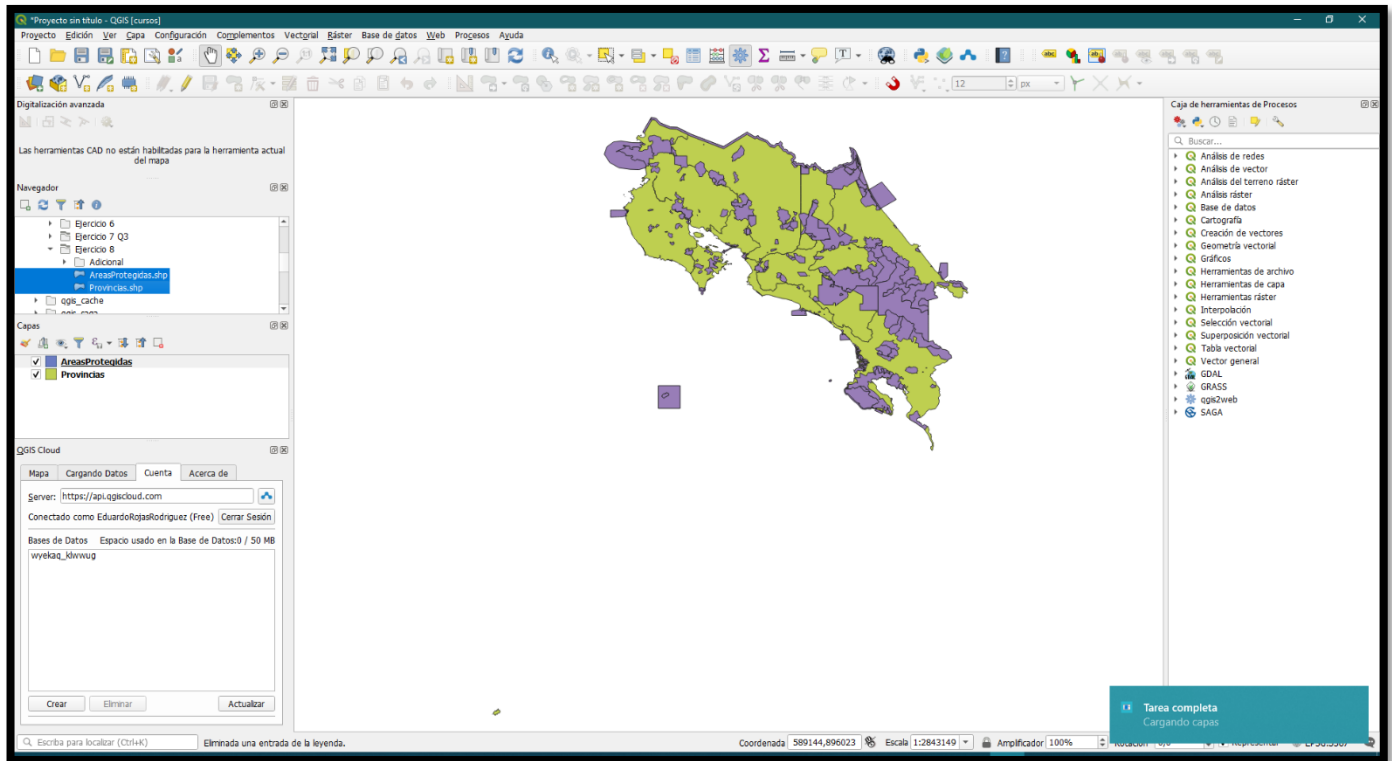 *Proyecto sin título - QGIS [cursos]
Proyecto Edición Ver Capa Configuración Complementos Vectorial Ráster Base de datos Web Procesos Ayuda
12
px
Digitalización avanzada
Las herramientas CAD no están habilitadas para la herramienta actual
del mapa
Navegador
Ejercicio 6
Ejercicio 7 Q3
Ejercicio 8
Adicional
AreasProtegidas.shp
Provincias.shp
qgis_cache
Capas
AreasProtegidas
Provincias
QGIS Cloud
Mapa Cargando Datos Cuenta Acerca de
Server: https://api.qgiscloud.com
Conectado como EduardoRojasRodriguez (Free) Cerrar Sesión
Bases de Datos Espacio usado en la Base de Datos:0 / 50 MB
wyekaq_klwwug
Crear Eliminar Actualizar
Caja de herramientas de Procesos
Buscar...
Análisis de redes
Análisis de vector
Análisis del terreno ráster
Análisis ráster
Base de datos
Cartografía
Creación de vectores
Geometría vectorial
Gráficos
Herramientas de archivo
Herramientas de capa
Herramientas ráster
Interpolación
Selección vectorial
Superposición vectorial
Tabla vectorial
Vector general
GDAL
GRASS
qgis2web
SAGA
Tarea completa
Cargando capas
Escriba para localizar (Ctrl+K) Eliminada una entrada de la leyenda. Coordenada 589144,896023 Escala 1:2843149 Amplificador 100%